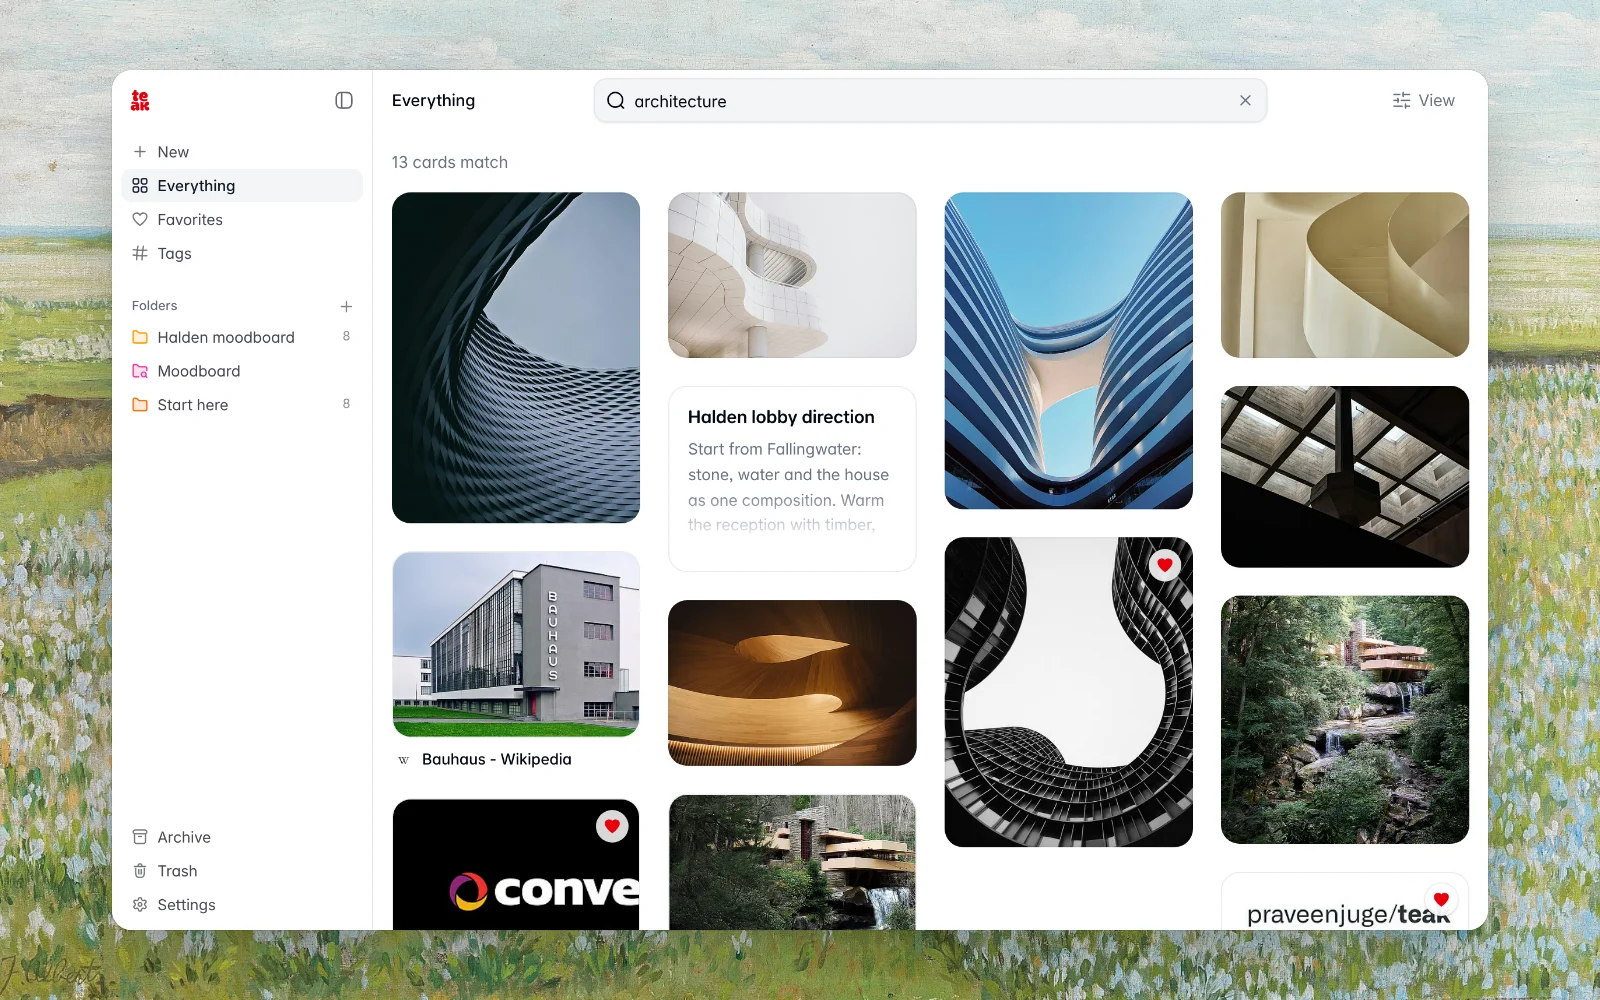 te
ak
Everything
architecture
View
New
Everything
Favorites
Tags
Folders
Halden moodboard 8
Moodboard
Start here 8
Archive
Trash
Settings
13 cards match
Halden lobby direction
Start from Fallingwater:
stone, water and the house
as one composition. Warm
the reception with timber,
BAUHAUS
W Bauhaus - Wikipedia
conve
praveenjuge/teak